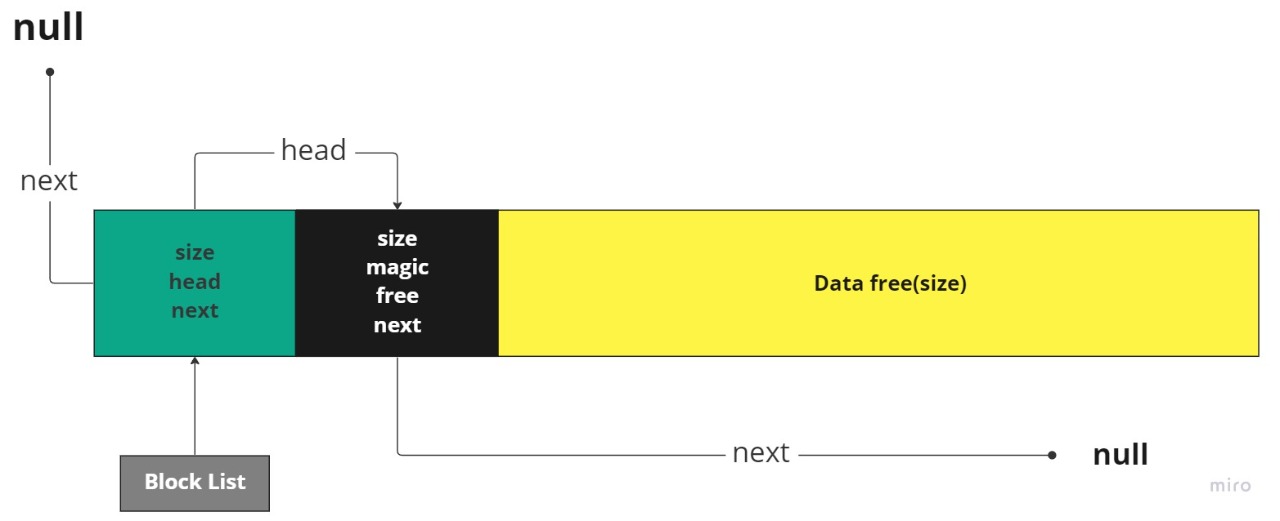 null
head
next
size
head
next
size
magic
free
next
Data free(size)
Block List
next
null
miro